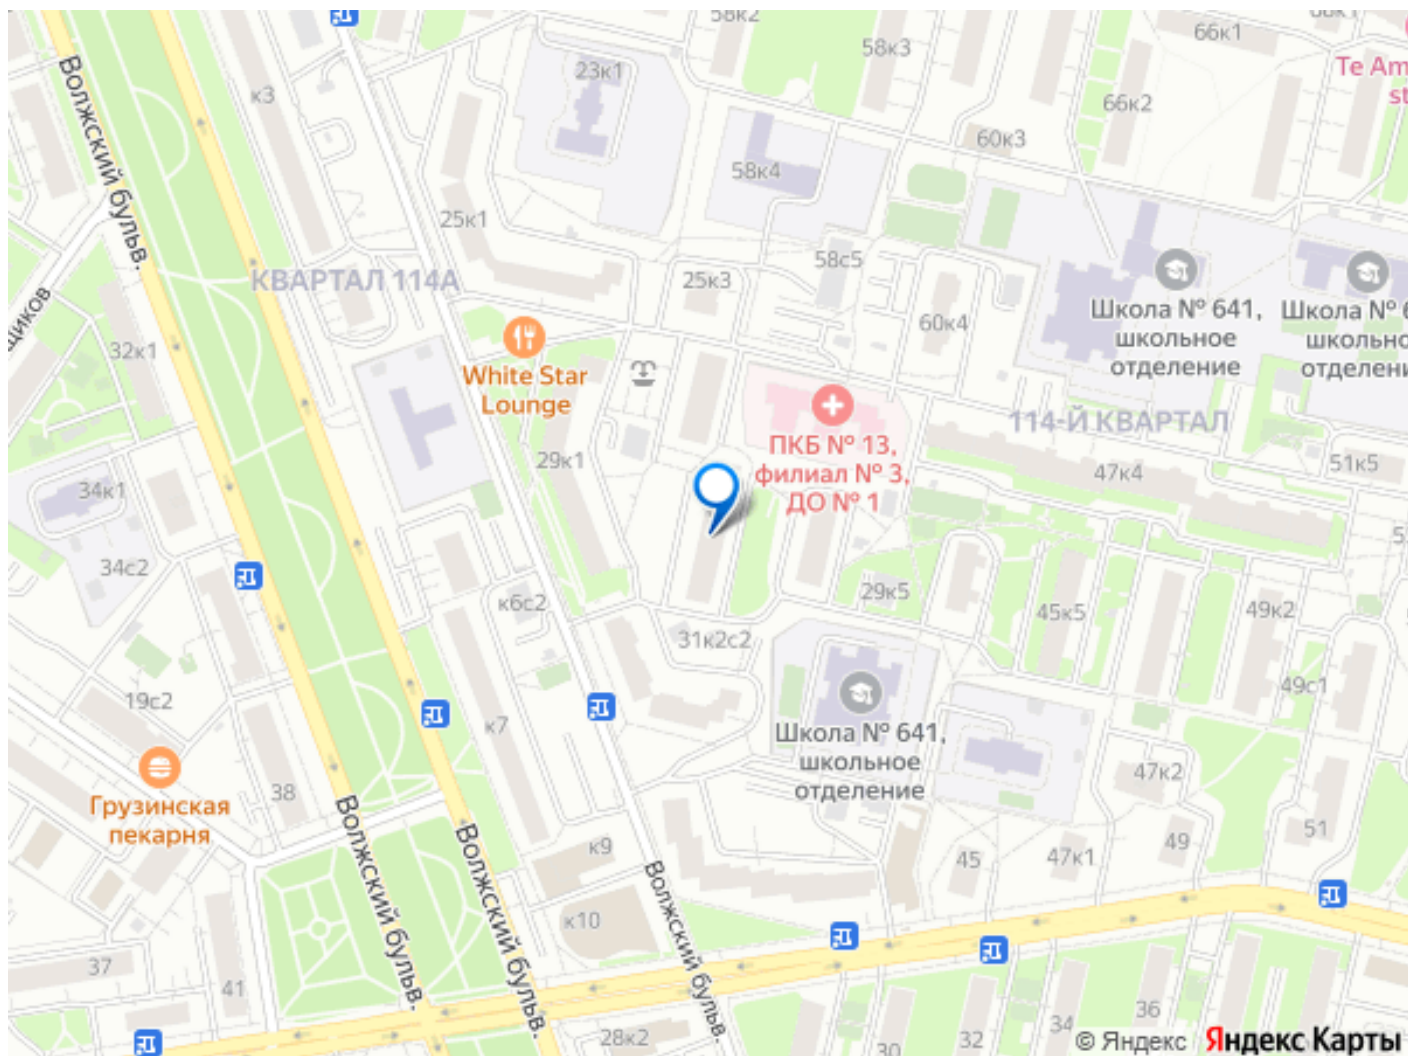 58к2
66к1
58к3
Te Am
st
23к1
к3
66к2
60к3
58к4
Волжский бульв.
25к1
58с5
КВАРТАЛ 114А
25к3
Школа № 641,
школьное
отделение
Школа № 6
школьно
отделени
щиков
60к4
32к1
White Star
Lounge
114-Й КВАРТАЛ
ПКБ № 13,
филиал № 3,
ДО № 1
29к1
51к5
47к4
34к1
34с2
29к5
к6с2
45к5
49к2
31к2с2
49с1
19с2
к7
Школа № 641,
школьное
отделение
47к2
Грузинская
пекарня
38
51
49
к9
45
47к1
Волжский бульв.
Волжский бульв.
Волжский бульв.
к10
37
41
36
34
32
30
28к2
© Яндекс Яндекс Карты